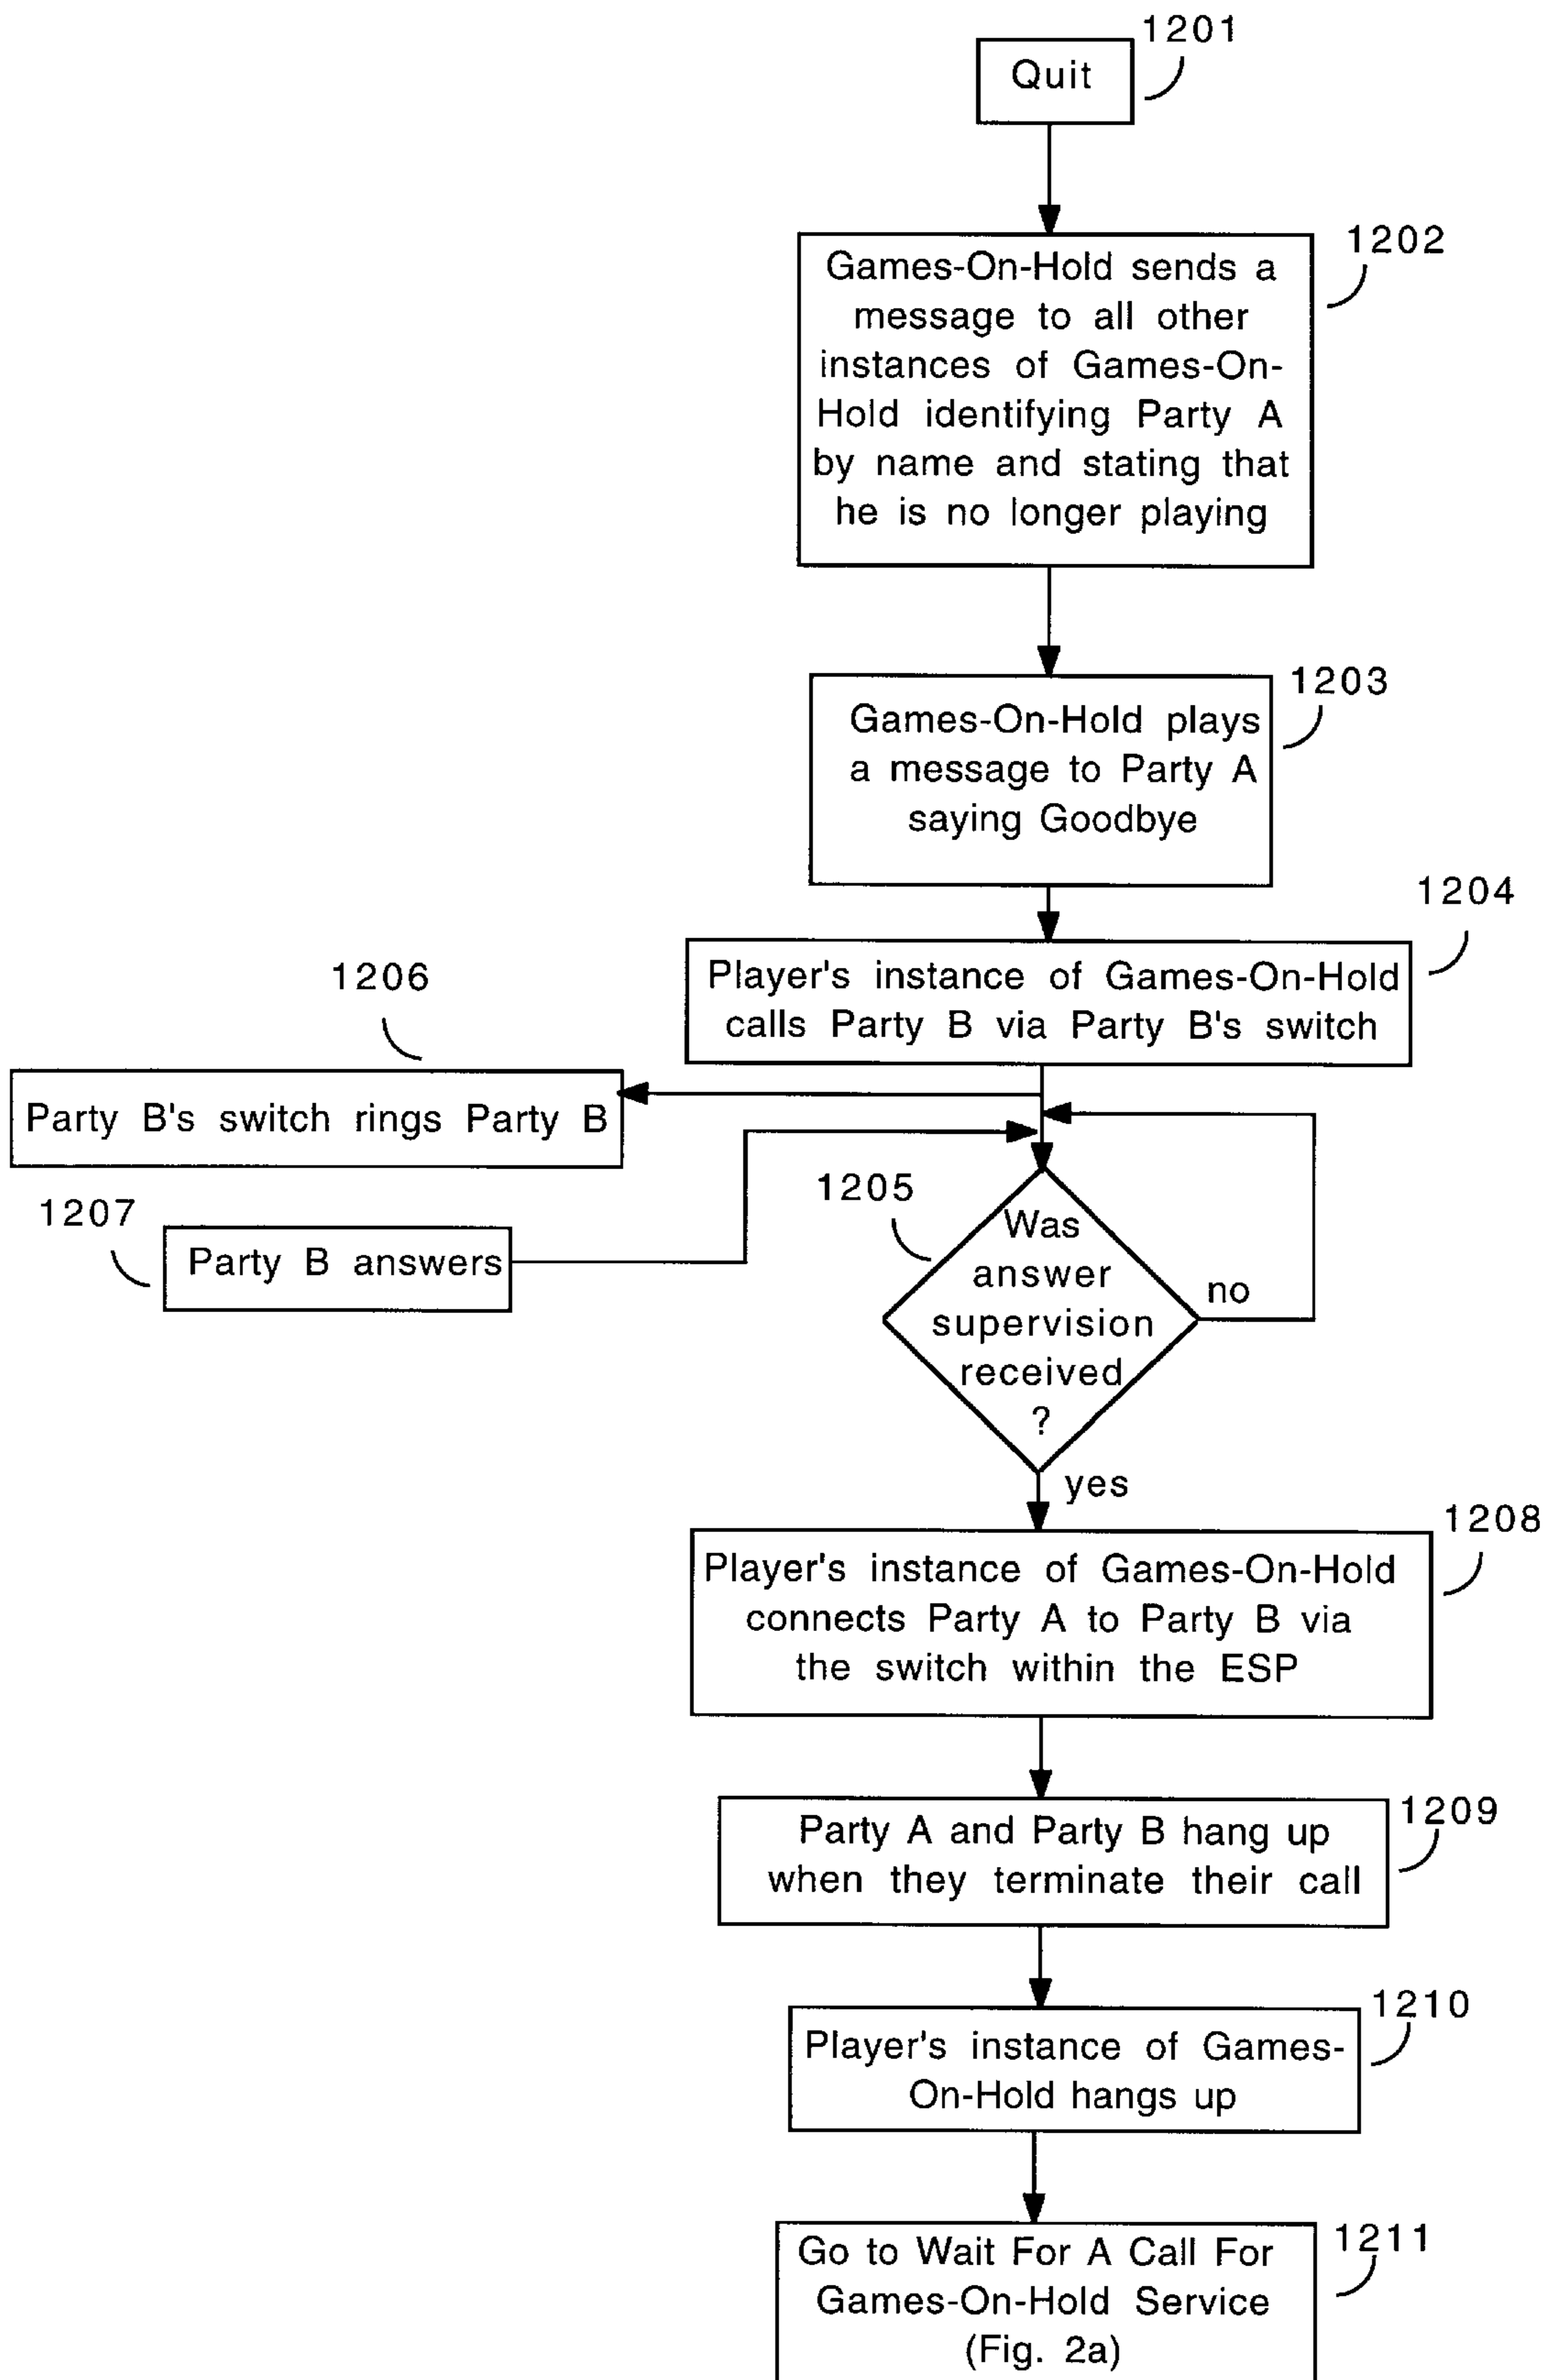 1201
Quit
1202
Games-On-Hold sends a
message to all other
instances of Games-On-
Hold identifying Party A
by name and stating that
he is no longer playing
1203
Games-On-Hold plays
a message to Party A
saying Goodbye
1204
Player's instance of Games-On-Hold
calls Party B via Party B's switch
1206
Party B's switch rings Party B
1207
Party B answers
1205
Was
answer
supervision
received
?
no
yes
1208
Player's instance of Games-On-Hold
connects Party A to Party B via
the switch within the ESP
1209
Party A and Party B hang up
when they terminate their call
1210
Player's instance of Games-
On-Hold hangs up
1211
Go to Wait For A Call For
Games-On-Hold Service
(Fig. 2a)